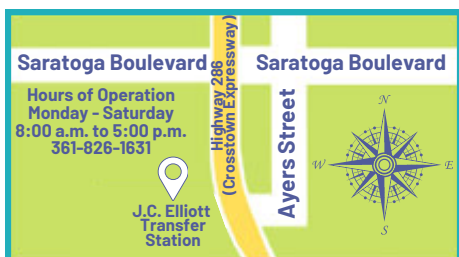 Saratoga Boulevard
Saratoga Boulevard
Hours of Operation
Monday - Saturday
8:00 a.m. to 5:00 p.m.
361-826-1631
Highway 286
(Crosstown Expressway)
Ayers Street
N
W
E
S
J.C. Elliott
Transfer
Station